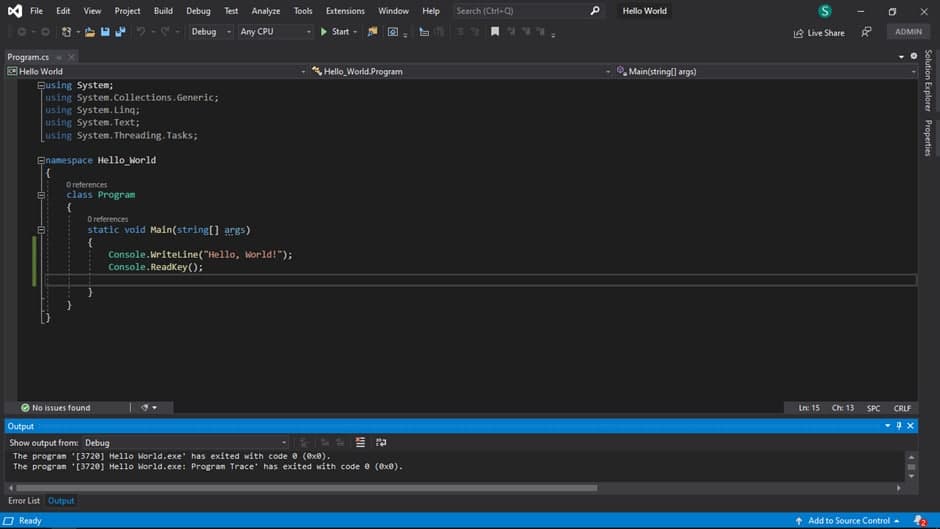 File Edit View Project Build Debug Test Analyze Tools Extensions Window Help Search (Ctrl+Q) Hello World S
Debug Any CPU Start Live Share ADMIN
Program.cs
Hello World Hello_World.Program Main(string[] args)
Solution Explorer
Properties
using System;
using System.Collections.Generic;
using System.Linq;
using System.Text;
using System.Threading.Tasks;
namespace Hello_World
{
0 references
class Program
{
0 references
static void Main(string[] args)
{
Console.WriteLine("Hello, World!");
Console.ReadKey();
}
}
}
No issues found Ln: 15 Ch: 13 SPC CRLF
Output
Show output from: Debug
The program '[3720] Hello World.exe' has exited with code 0 (0x0).
The program '[3720] Hello World.exe: Program Trace' has exited with code 0 (0x0).
Error List Output
Ready Add to Source Control 2